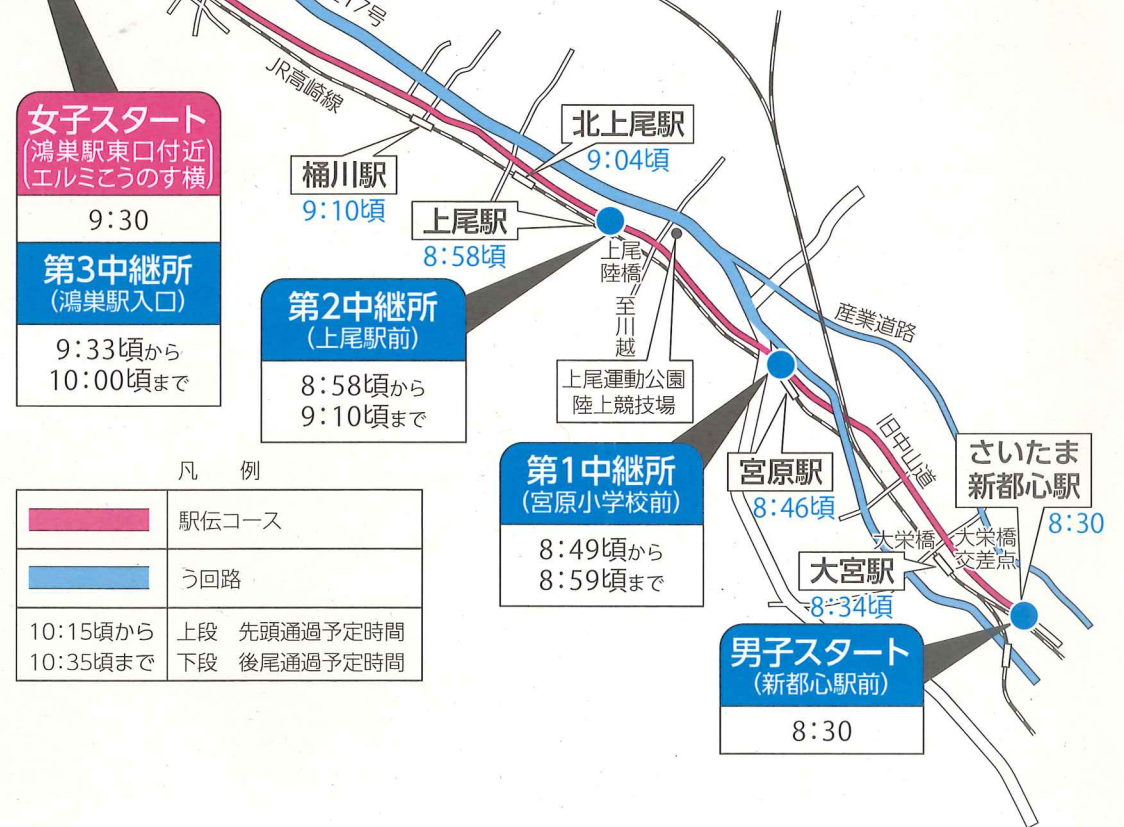 17号
JR高崎線
女子スタート
(鴻巣駅東口付近
エルミこうのす横)
9:30
第3中継所
(鴻巣駅入口)
9:33頃から
10:00頃まで
桶川駅
9:10頃
北上尾駅
9:04頃
上尾駅
8:58頃
第2中継所
(上尾駅前)
8:58頃から
9:10頃まで
上尾
陸橋
至川越
上尾運動公園
陸上競技場
産業道路
第1中継所
(宮原小学校前)
8:49頃から
8:59頃まで
宮原駅
8:46頃
旧中山道
さいたま
新都心駅
8:30
大栄橋
大栄橋
交差点
大宮駅
8:34頃
男子スタート
(新都心駅前)
8:30
凡 例
駅伝コース
う回路
10:15頃から 上段 先頭通過予定時間
10:35頃まで 下段 後尾通過予定時間